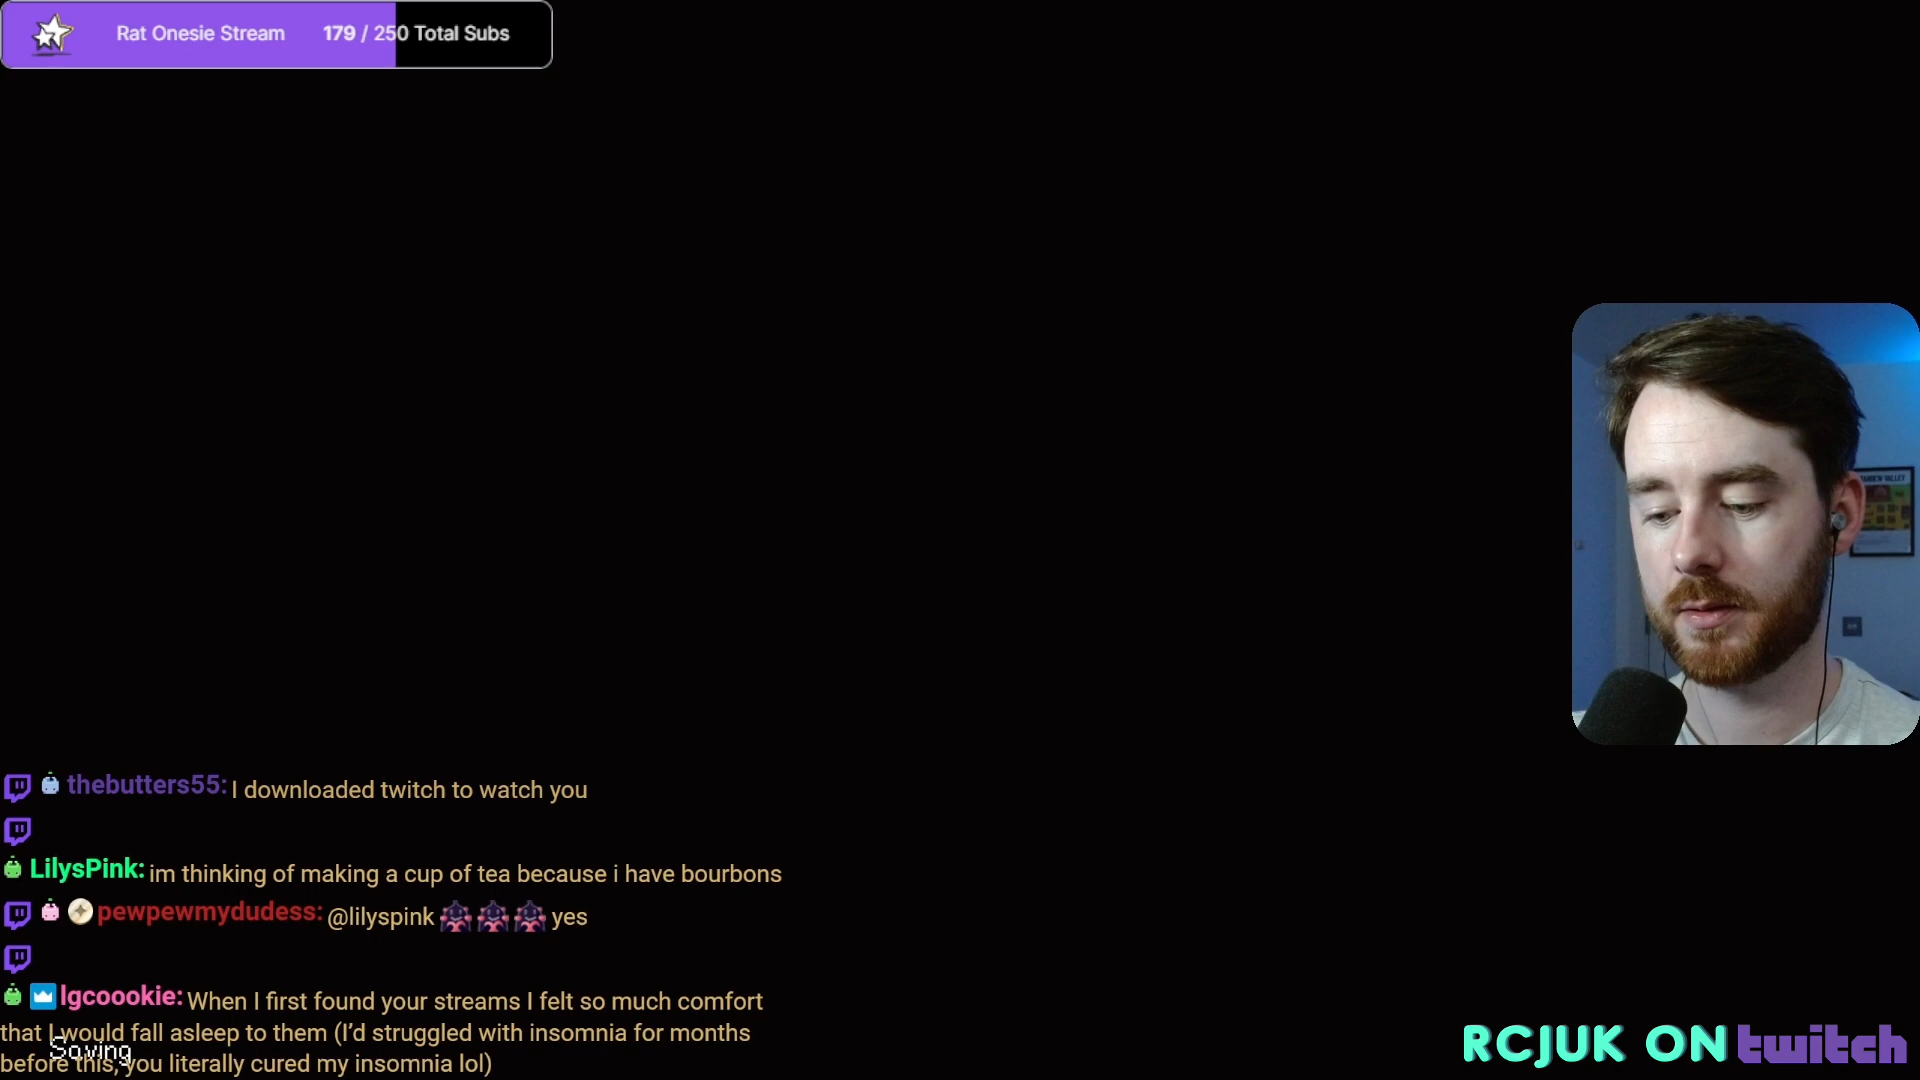 Rat Onesie Stream 179 / 250 Total Subs
thebutters55: I downloaded twitch to watch you
LilysPink: im thinking of making a cup of tea because i have bourbons
pewpewmydudess: @lilyspink yes
lgcoookie: When I first found your streams I felt so much comfort
that I would fall asleep to them (I’d struggled with insomnia for months
before this, you literally cured my insomnia lol)
Saving
RCJUK ON twitch